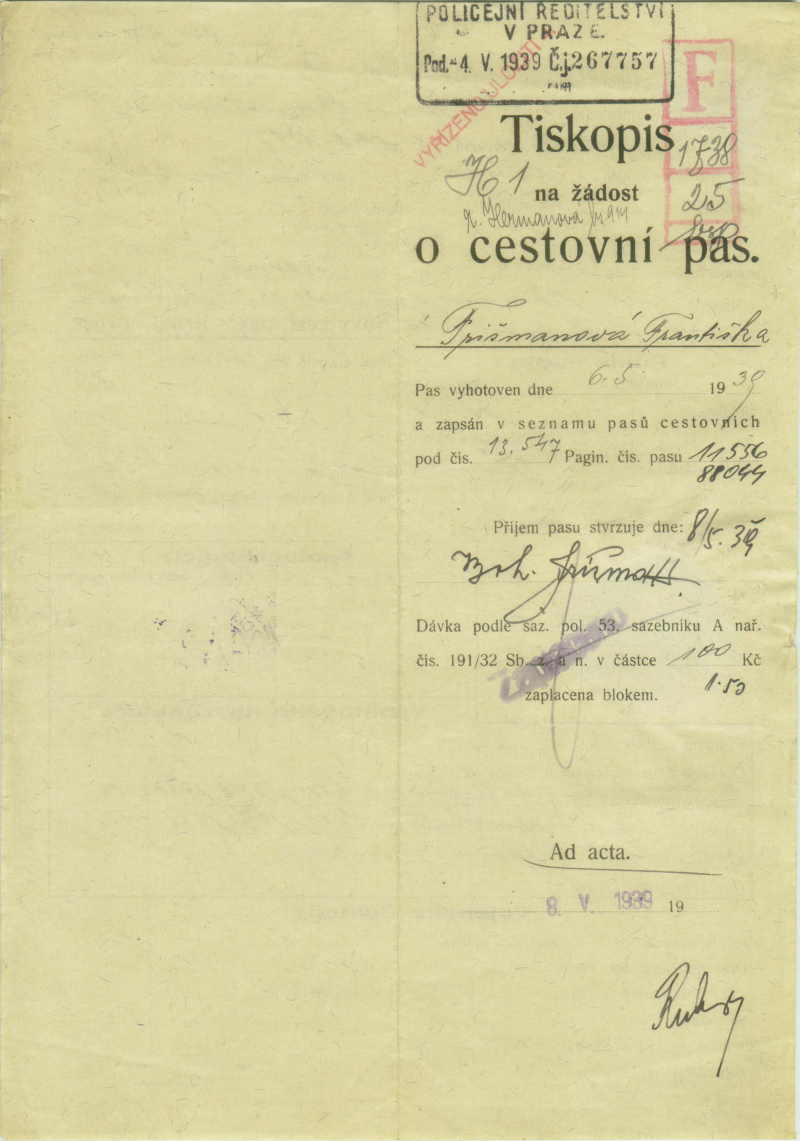 POLICEJNÍ ŘEDITELSTVÍ
V PRAZE.
Pod. -4. V. 1939 Č.j. 267757
VYŘÍZENO
F
Tiskopis
1738
H 1 na žádost
25
Hermanova
o cestovní pas.
Frišmanová Františka
Pas vyhotoven dne 6.5 1939
a zapsán v seznamu pasů cestovních
pod čís. 13.547 Pagin. čís. pasu 11556
88044
Příjem pasu stvrzuje dne: 8/5. 39
Dávka podle saz. pol. 53. sazebníku A nař.
čís. 191/32 Sb. z. a n. v částce 100 Kč
1.50
zaplacena blokem.
Ad acta.
8. V. 1939 19